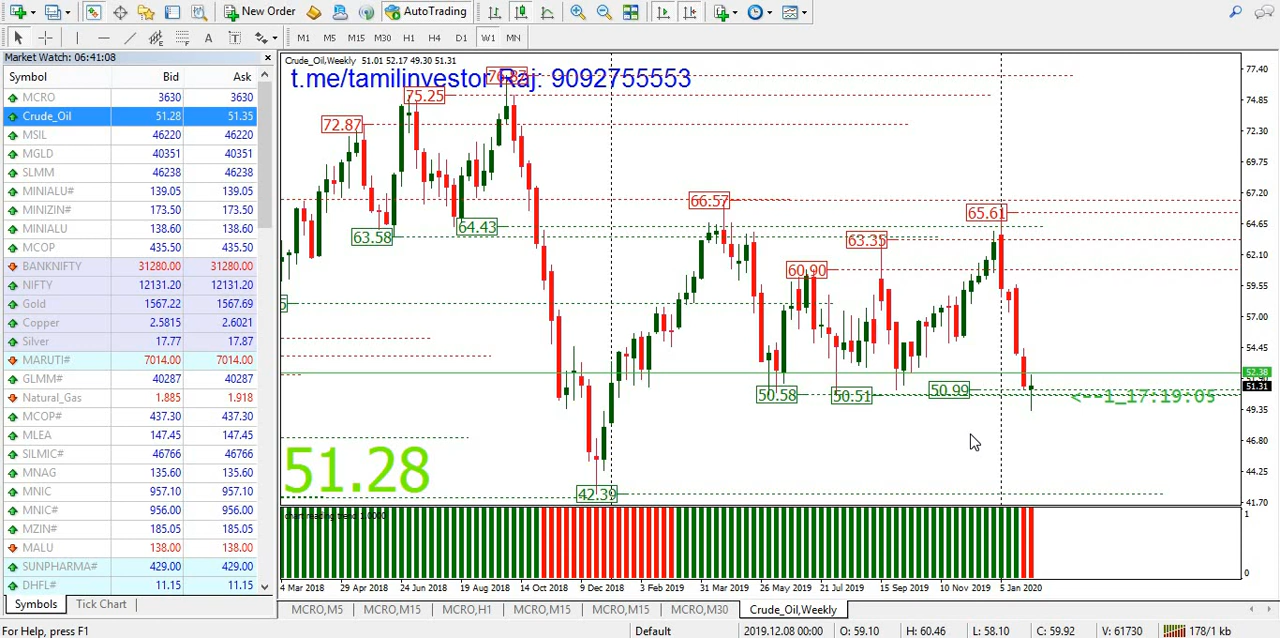 New Order
AutoTrading
A T
M1 M5 M15 M30 H1 H4 D1 W1 MN
Market Watch: 06:41:08
Symbol Bid Ask
MCRO 3630 3630
Crude_Oil 51.28 51.35
MSIL 46220 46220
MGLD 40351 40351
SLMM 46238 46238
MINIALU# 139.05 139.05
MINIZIN# 173.50 173.50
MINIALU 138.60 138.60
MCOP 435.50 435.50
BANKNIFTY 31280.00 31280.00
NIFTY 12131.20 12131.20
Gold 1567.22 1567.69
Copper 2.5815 2.6021
Silver 17.77 17.87
MARUTI# 7014.00 7014.00
GLMM# 40287 40287
Natural_Gas 1.885 1.918
MCOP# 437.30 437.30
MLEA 147.45 147.45
SILMIC# 46766 46766
MNAG 135.60 135.60
MNIC 957.10 957.10
MNIC# 956.00 956.00
MZIN# 185.05 185.05
MALU 138.00 138.00
SUNPHARMA# 429.00 429.00
DHFL# 11.15 11.15
Symbols Tick Chart
Crude_Oil,Weekly 51.01 52.17 49.30 51.31
t.me/tamilinvestor Raj: 9092755553
76.87
75.25
72.87
66.57
65.61
64.43
63.58
63.35
60.90
50.99
50.58
50.51
<--1_17:19:05
51.28
42.39
77.40
74.85
72.30
69.75
67.20
64.65
62.10
59.55
57.00
54.45
52.38
51.31
49.35
46.80
44.25
41.70
1
0
4 Mar 2018 29 Apr 2018 24 Jun 2018 19 Aug 2018 14 Oct 2018 9 Dec 2018 3 Feb 2019 31 Mar 2019 26 May 2019 21 Jul 2019 15 Sep 2019 10 Nov 2019 5 Jan 2020
MCRO,M5 MCRO,M15 MCRO,H1 MCRO,M15 MCRO,M15 MCRO,M30 Crude_Oil,Weekly
For Help, press F1 Default 2019.12.08 00:00 O: 59.10 H: 60.46 L: 58.10 C: 59.92 V: 61730 178/1 kb